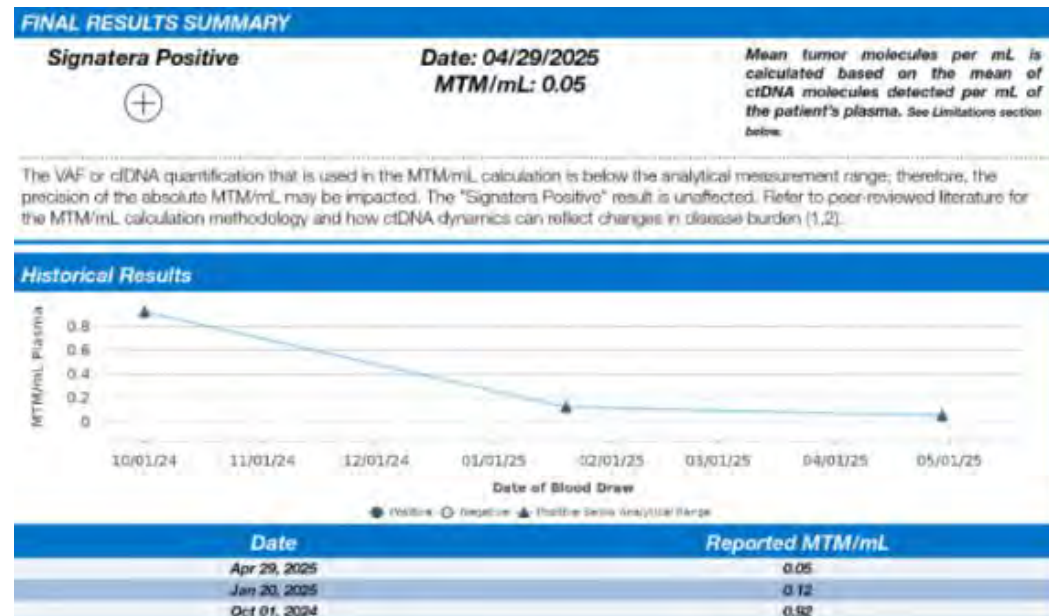 FINAL RESULTS SUMMARY
Signatera Positive
Date: 04/29/2025
MTM/mL: 0.05
Mean tumor molecules per mL is
calculated based on the mean of
ctDNA molecules detected per mL of
the patient's plasma. See Limitations section
below.
The VAF or cfDNA quantification that is used in the MTM/mL calculation is below the analytical measurement range; therefore, the
precision of the absolute MTM/mL may be impacted. The "Signatera Positive" result is unaffected. Refer to peer-reviewed literature for
the MTM/mL calculation methodology and how ctDNA dynamics can reflect changes in disease burden (1,2).
Historical Results
MTM/mL Plasma
0.8
0.6
0.4
0.2
0
10/01/24 11/01/24 12/01/24 01/01/25 02/01/25 03/01/25 04/01/25 05/01/25
Date of Blood Draw
Positive Negative Positive Below Analytical Range
Date Reported MTM/mL
Apr 29, 2025 0.05
Jan 20, 2025 0.12
Oct 01, 2024 0.92